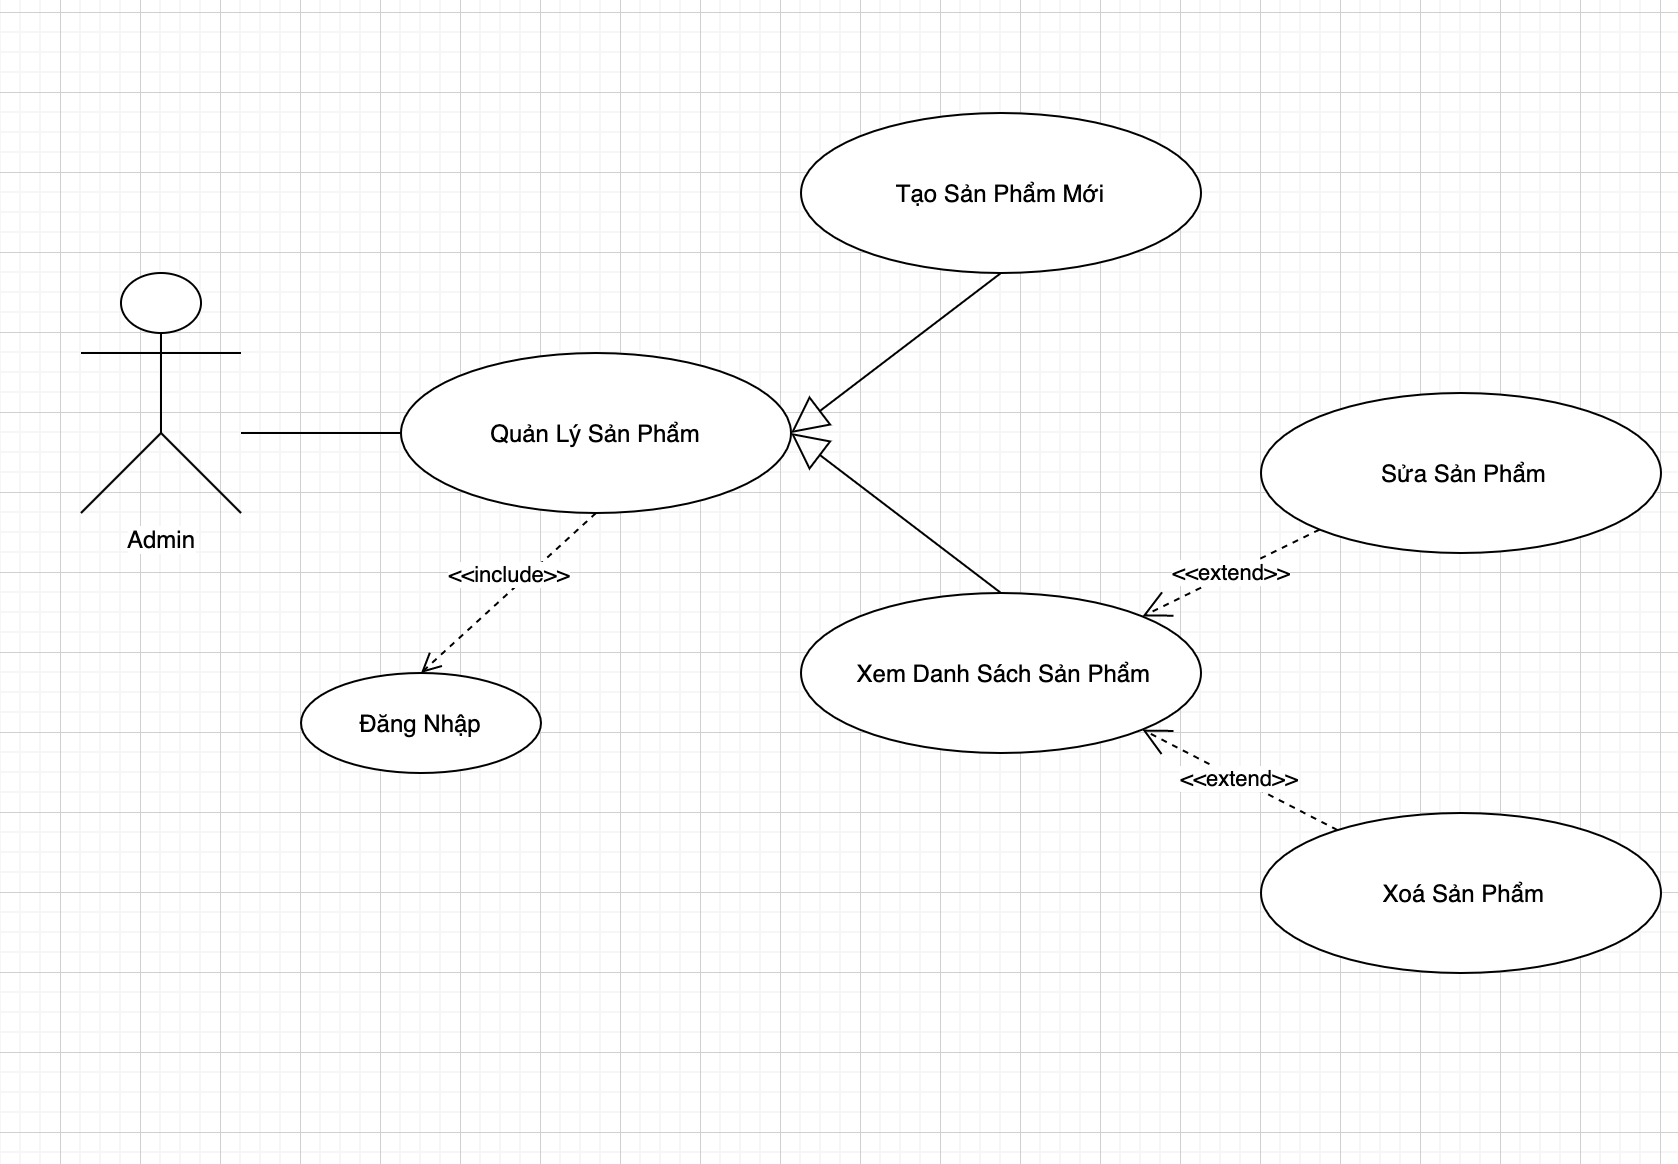 Tạo Sản Phẩm Mới
Quản Lý Sản Phẩm
Sửa Sản Phẩm
Admin
<<include>>
<<extend>>
Xem Danh Sách Sản Phẩm
Đăng Nhập
<<extend>>
Xoá Sản Phẩm